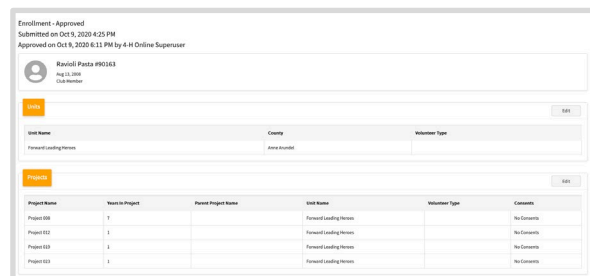 Enrollment - Approved
Submitted on Oct 9, 2020 4:25 PM
Approved on Oct 9, 2020 6:11 PM by 4-H Online Superuser
Ravioli Pasta #90163
Aug 13, 2008
Club Member
Units
Edit
Unit Name County Volunteer Type
Forward Leading Heroes Anne Arundel
Projects
Edit
Project Name Years in Project Parent Project Name Unit Name Volunteer Type Consents
Project 008 7 Forward Leading Heroes No Consents
Project 012 1 Forward Leading Heroes No Consents
Project 019 1 Forward Leading Heroes No Consents
Project 023 1 Forward Leading Heroes No Consents